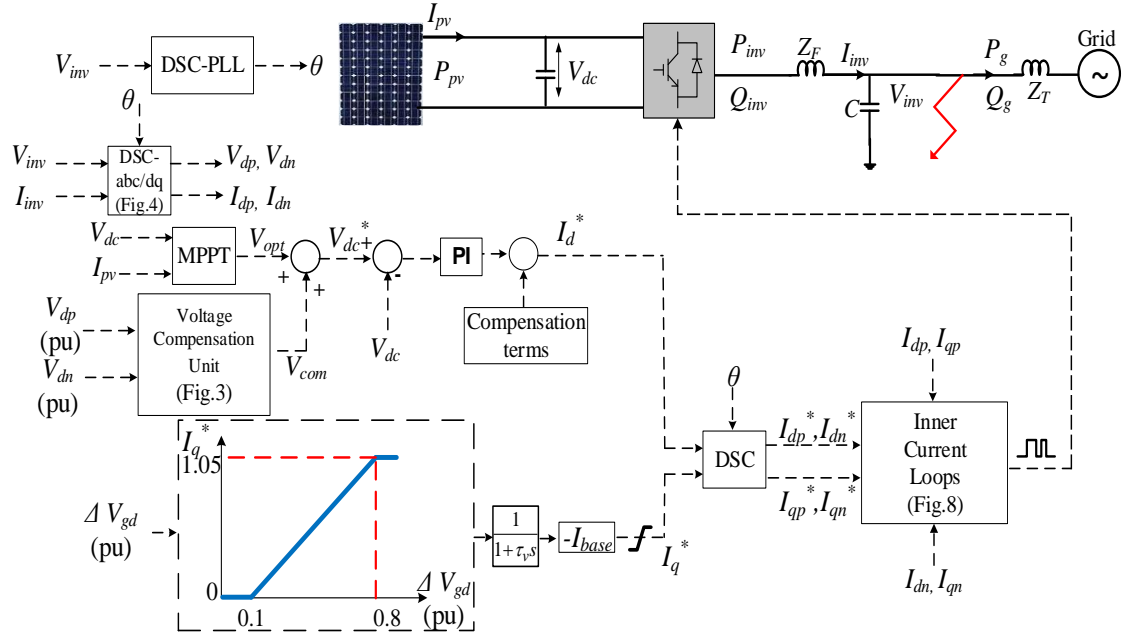 I_pv
P_pv
V_dc
P_inv
Q_inv
Z_F
I_inv
C
V_inv
P_g
Q_g
Z_T
Grid
~
V_inv
DSC-PLL
θ
θ
V_inv
I_inv
DSC-
abc/dq
(Fig.4)
V_dp, V_dn
I_dp, I_dn
V_dc
I_pv
MPPT
V_opt
+
+
V_dc*
+
-
V_dc
PI
I_d*
Compensation
terms
V_dp
(pu)
V_dn
(pu)
Voltage
Compensation
Unit
(Fig.3)
V_com
Δ V_gd
(pu)
I_q*
1.05
0
0.1
0.8
Δ V_gd
(pu)
1
1+τ_v s
-I_base
I_q*
θ
DSC
I_dp*,I_dn*
I_qp*,I_qn*
I_dp, I_qp
Inner
Current
Loops
(Fig.8)
I_dn, I_qn